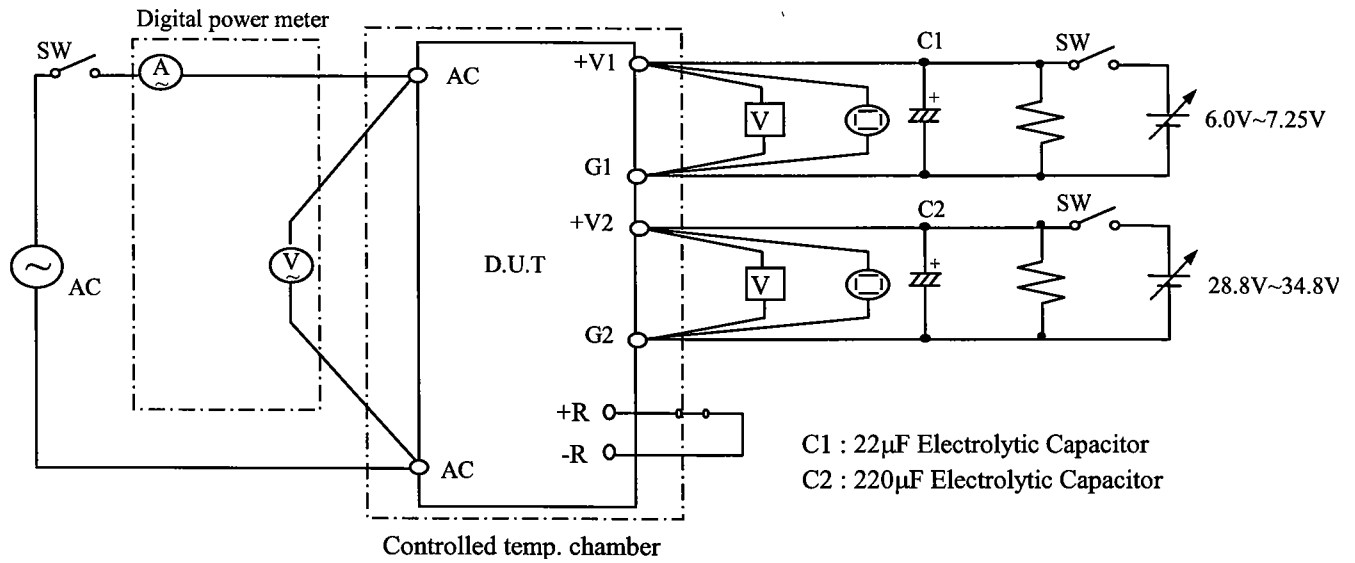 Digital power meter
SW
A
~
AC
V
~
AC
AC
D.U.T
+V1
G1
+V2
G2
+R
-R
V
C1
+
SW
6.0V~7.25V
V
C2
+
SW
28.8V~34.8V
C1 : 22μF Electrolytic Capacitor
C2 : 220μF Electrolytic Capacitor
Controlled temp. chamber